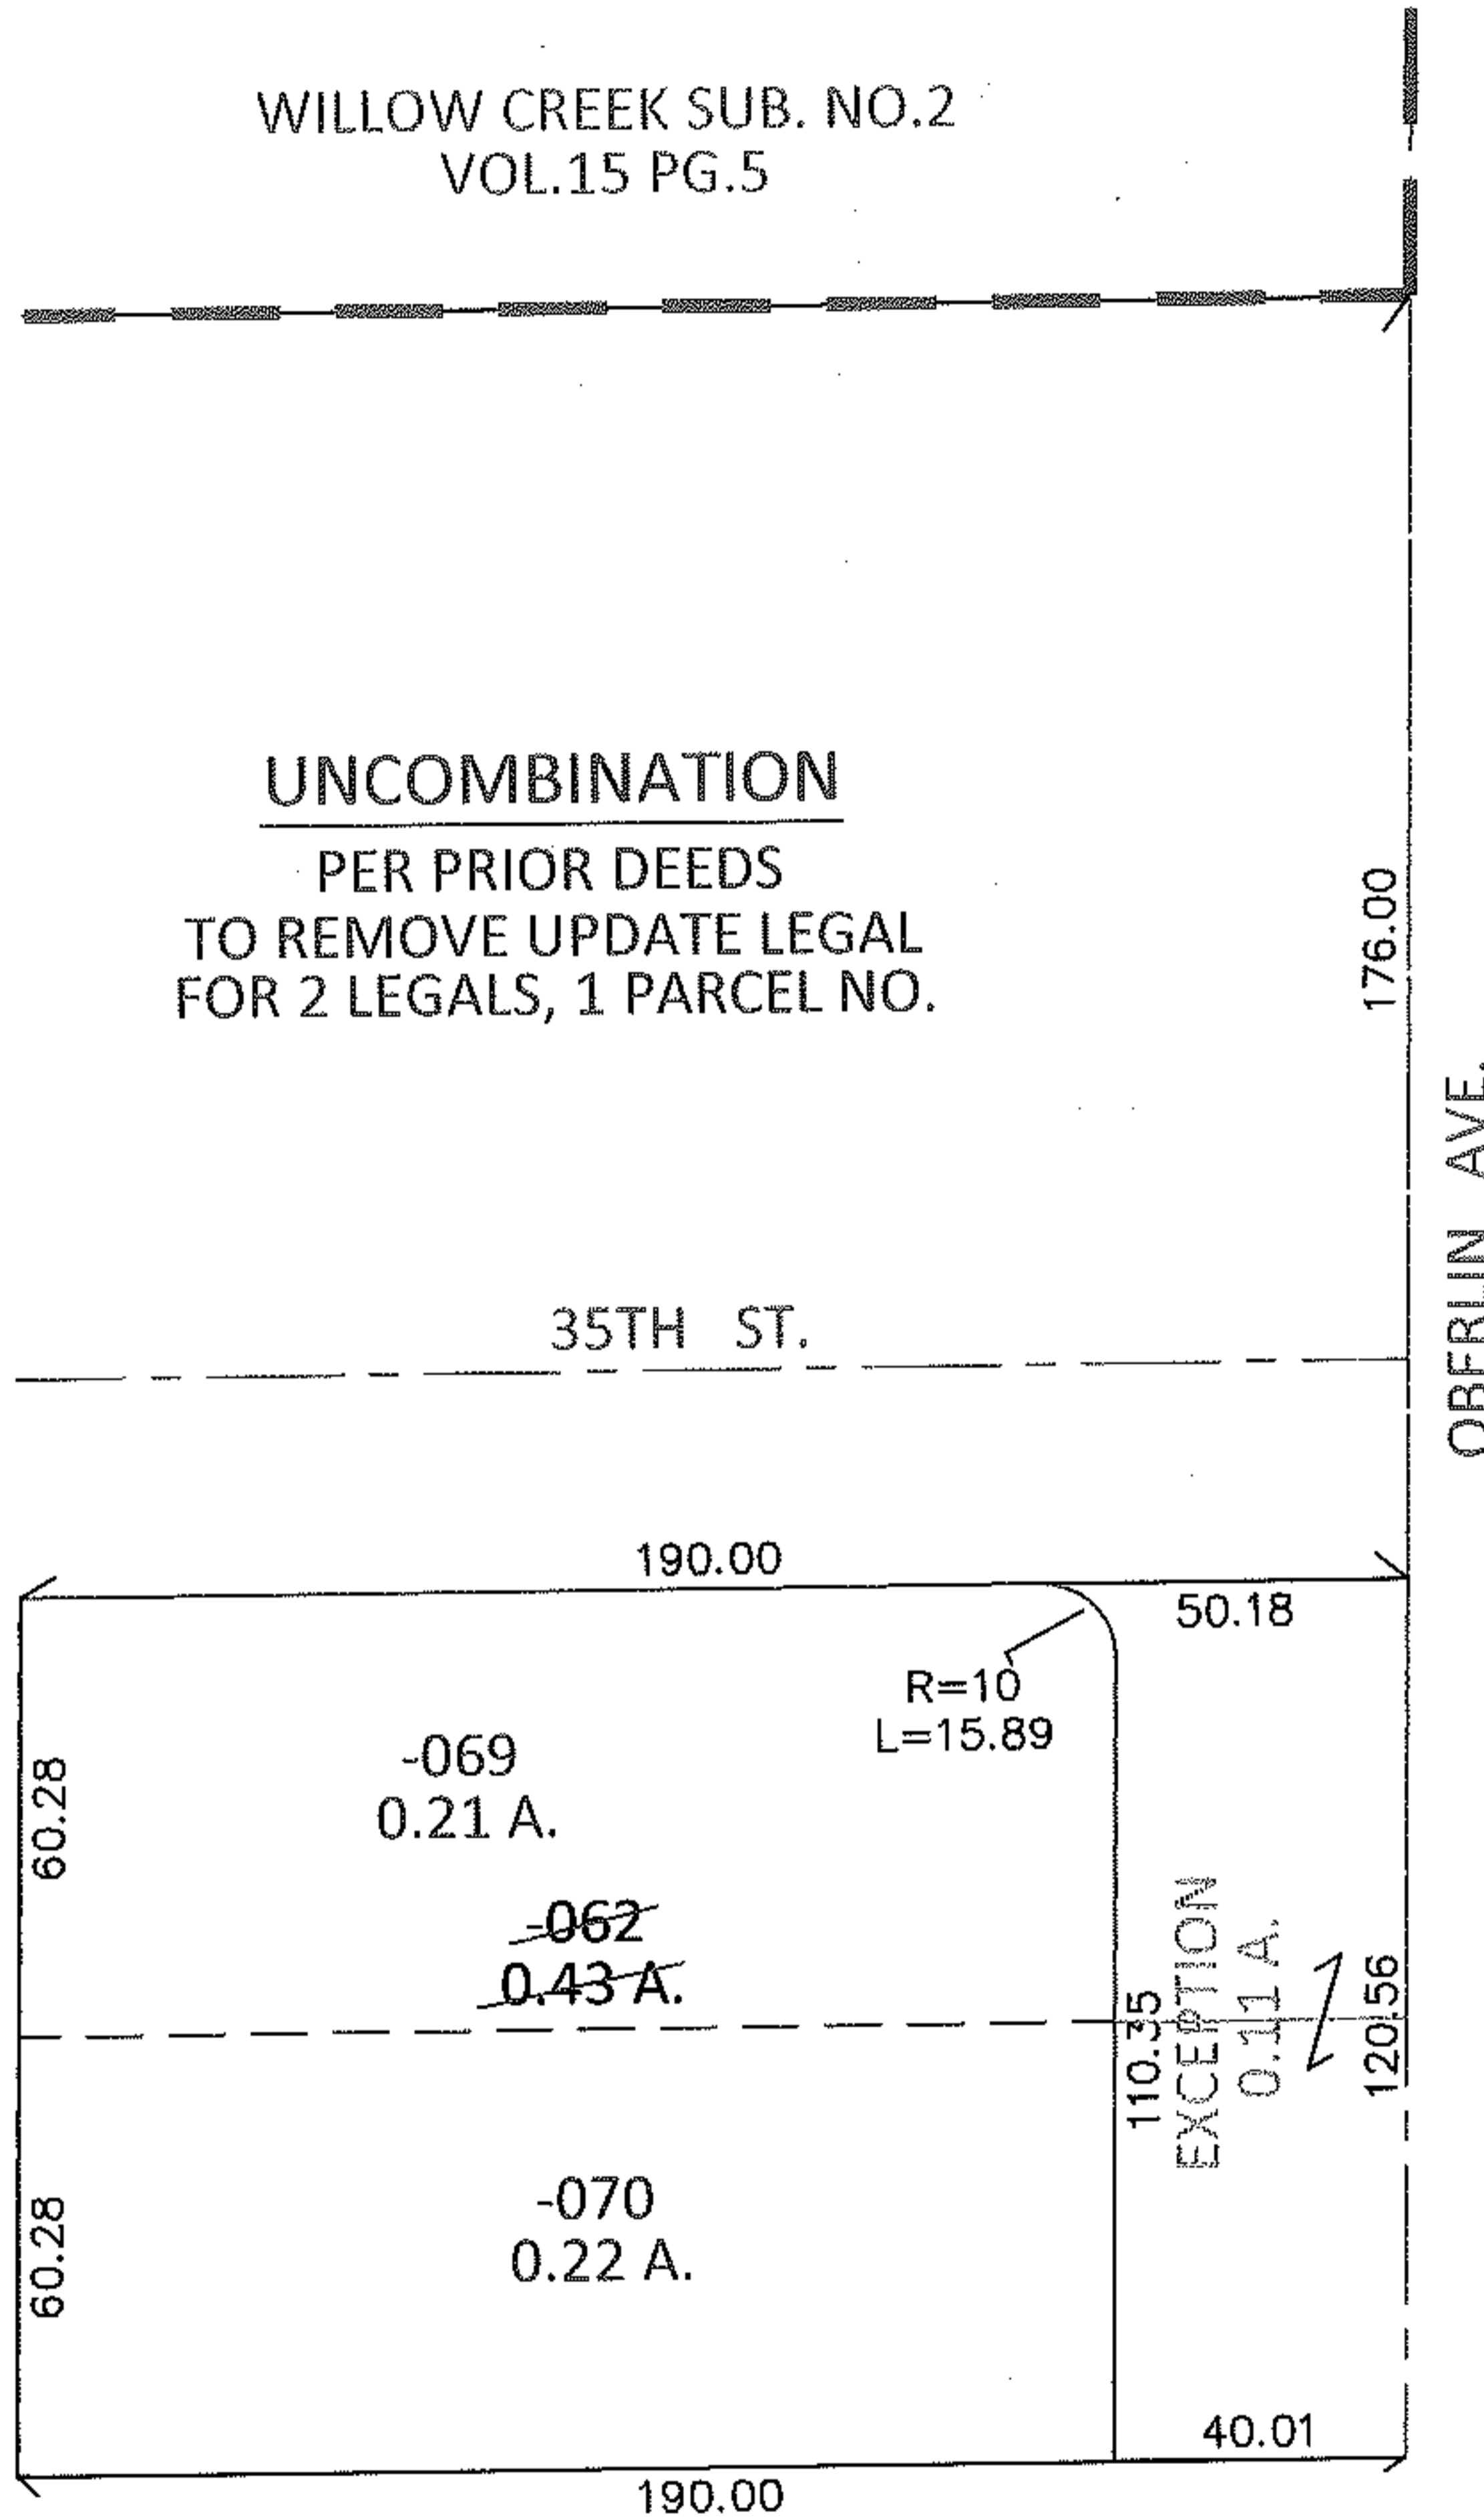 WILLOW CREEK SUB. NO.2
VOL.15 PG.5
UNCOMBINATION
PER PRIOR DEEDS
TO REMOVE UPDATE LEGAL
FOR 2 LEGALS, 1 PARCEL NO.
176.00
OBERLIN AVE.
35TH ST.
190.00
50.18
R=10
L=15.89
-069
0.21 A.
60.28
-062
0.43 A.
110.35
EXCEPTION
0.11 A.
120.56
-070
0.22 A.
60.28
40.01
190.00